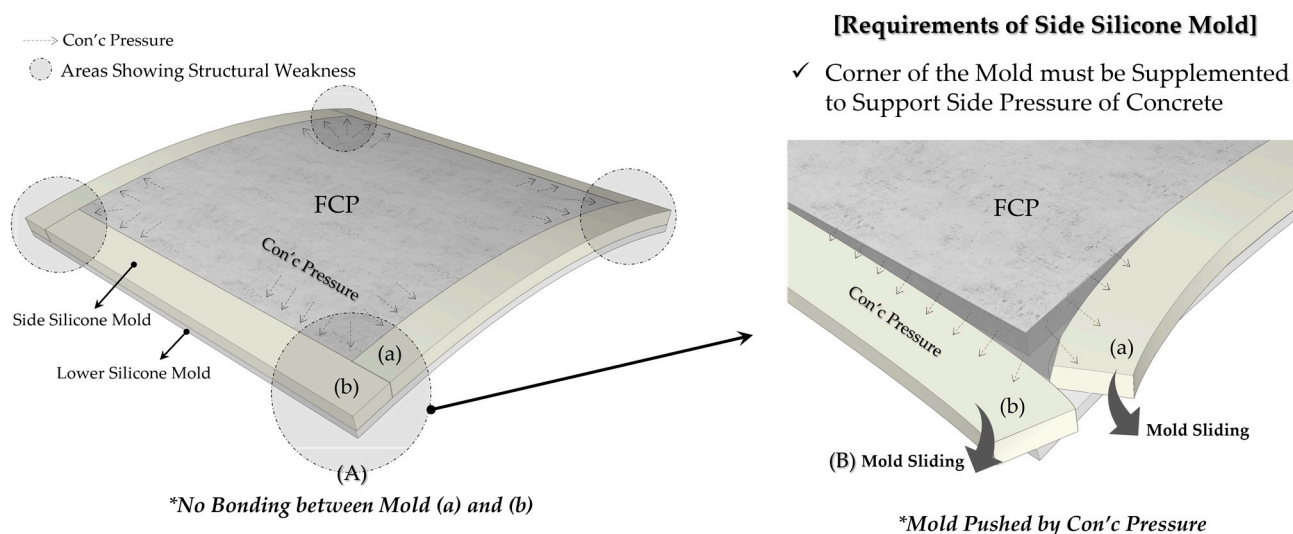 Con'c Pressure
Areas Showing Structural Weakness
FCP
Con'c Pressure
Side Silicone Mold
Lower Silicone Mold
(a)
(b)
(A)
*No Bonding between Mold (a) and (b)
[Requirements of Side Silicone Mold]
✓ Corner of the Mold must be Supplemented
to Support Side Pressure of Concrete
FCP
Con'c Pressure
(a)
(b)
Mold Sliding
(B) Mold Sliding
*Mold Pushed by Con'c Pressure